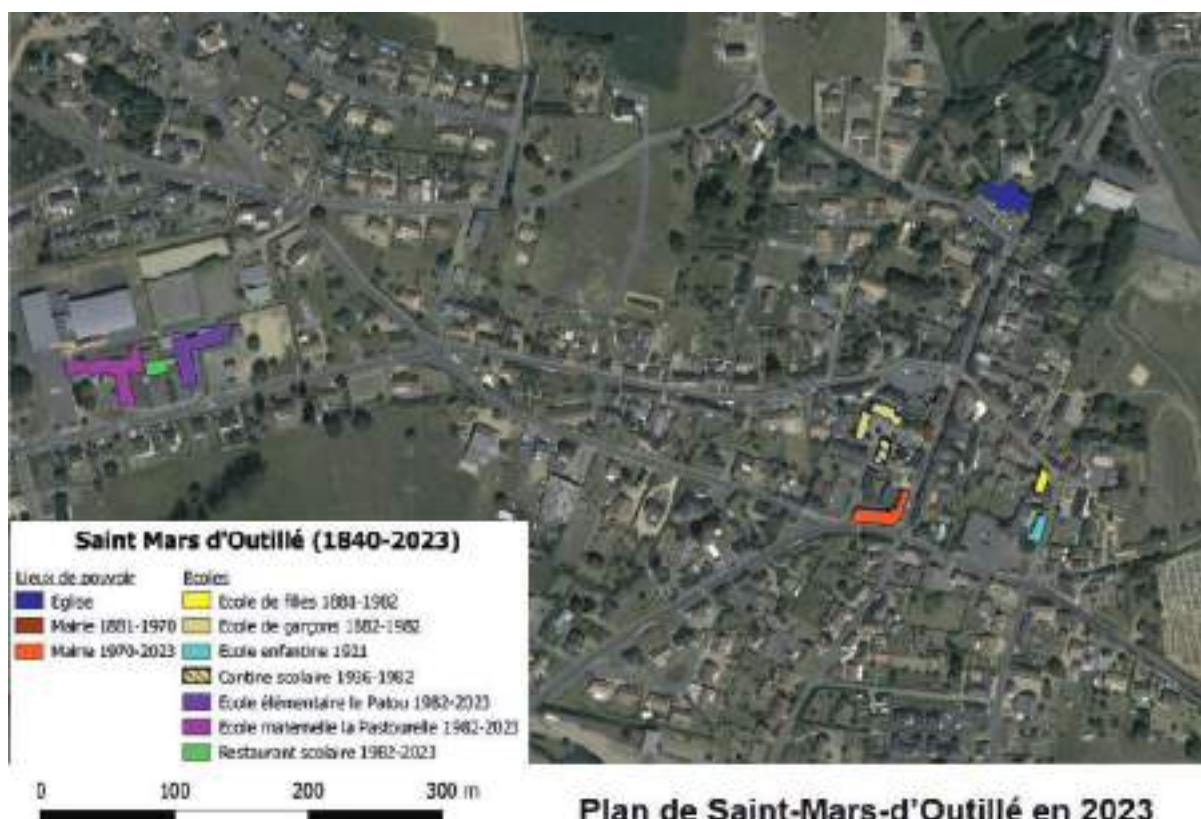 Saint Mars d'Outillé (1840-2023)
Lieux de pouvoir
Eglise
Mairie 1881-1970
Mairie 1970-2023
Ecoles
Ecole de filles 1881-1982
Ecole de garçons 1882-1982
Ecole enfantine 1921
Cantine scolaire 1936-1982
Ecole élémentaire le Patou 1982-2023
Ecole maternelle la Pastourelle 1982-2023
Restaurant scolaire 1982-2023
0 100 200 300 m
Plan de Saint-Mars-d'Outillé en 2023